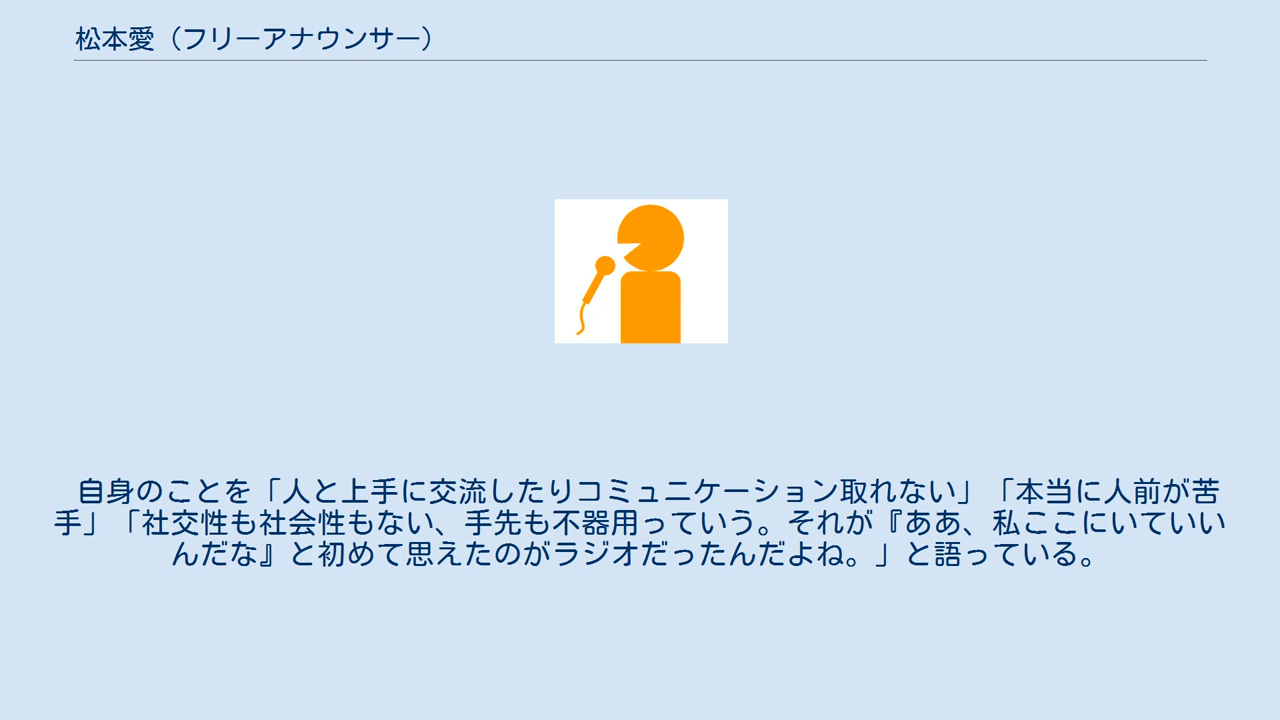 松本愛（フリーアナウンサー）
自身のことを「人と上手に交流したりコミュニケーション取れない」「本当に人前が苦
手」「社交性も社会性もない、手先も不器用っていう。それが『ああ、私ここにいていい
んだな』と初めて思えたのがラジオだったんだよね。」と語っている。